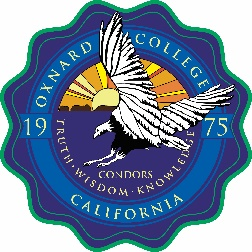 OXNARD COLLEGE
19 75
CONDORS
TRUTH · WISDOM · KNOWLEDGE
CALIFORNIA